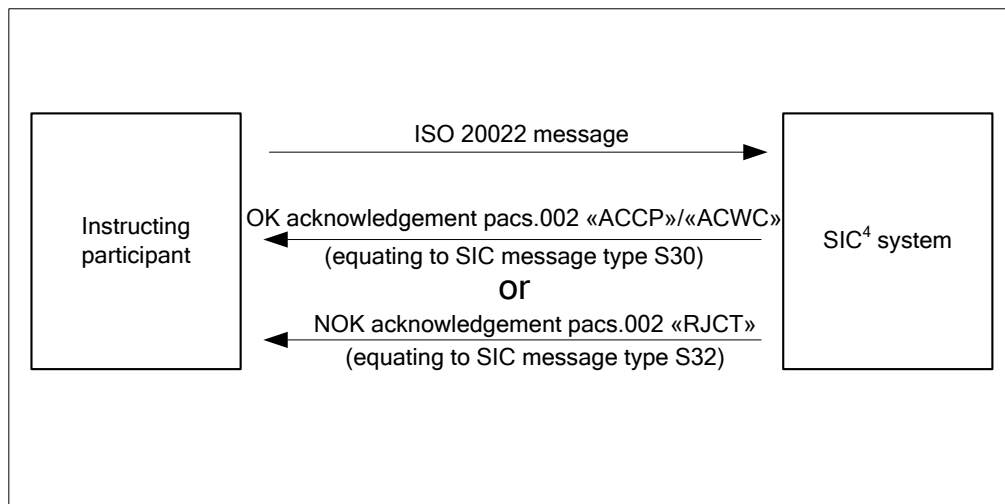 ISO 20022 message
Instructing
participant
OK acknowledgement pacs.002 «ACCP»/«ACWC»
(equating to SIC message type S30)
or
NOK acknowledgement pacs.002 «RJCT»
(equating to SIC message type S32)
SIC⁴ system